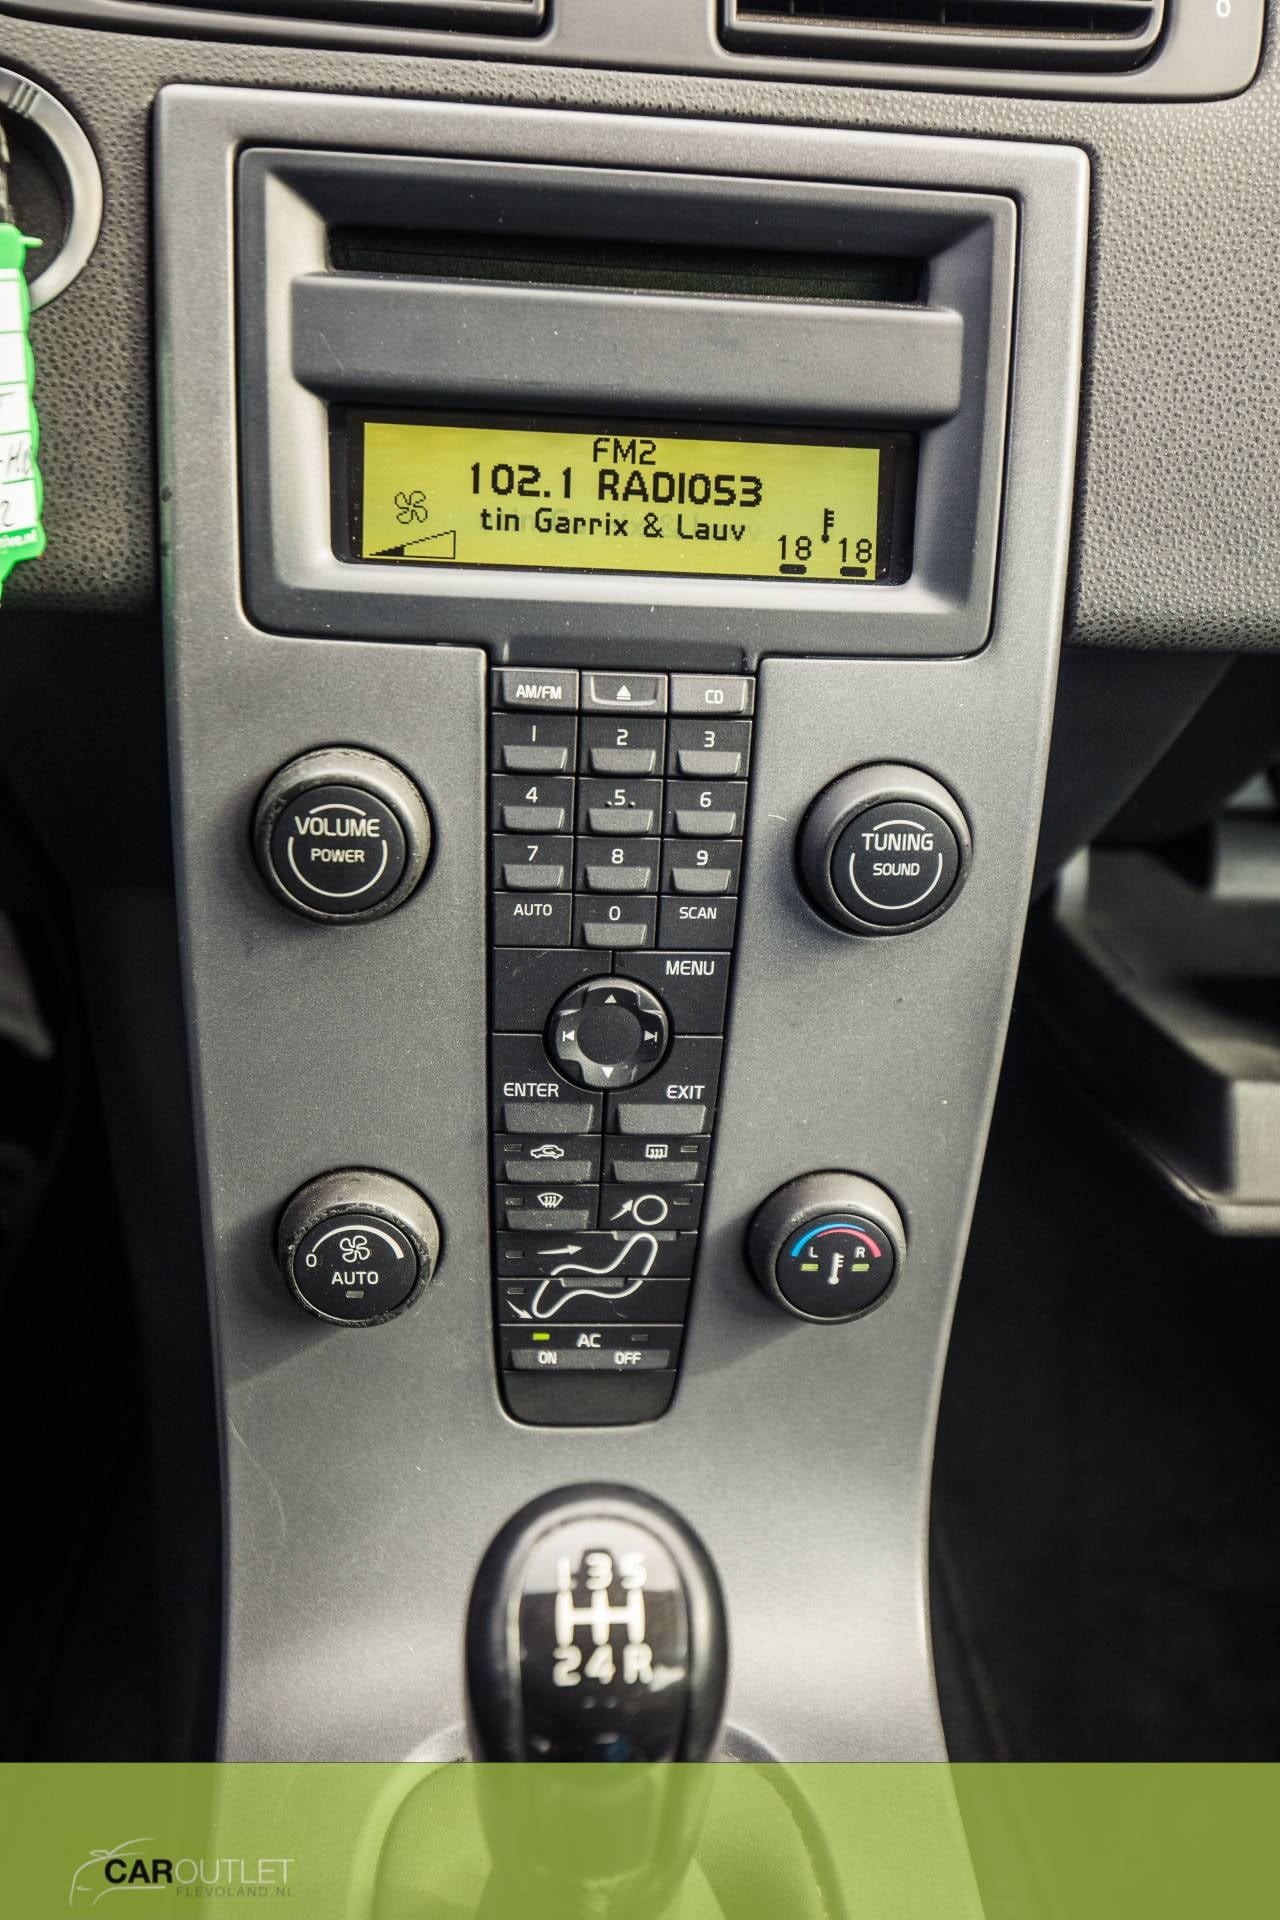 0
FM2
102.1 RADIO53
tin Garrix & Lauv
18 18
AM/FM CD
1 2 3
4 .5. 6
7 8 9
AUTO 0 SCAN
VOLUME
POWER
TUNING
SOUND
MENU
ENTER EXIT
0
AUTO
L R
AC
ON OFF
1 3 5
2 4 R
CAROUTLET
FLEVOLAND.NL